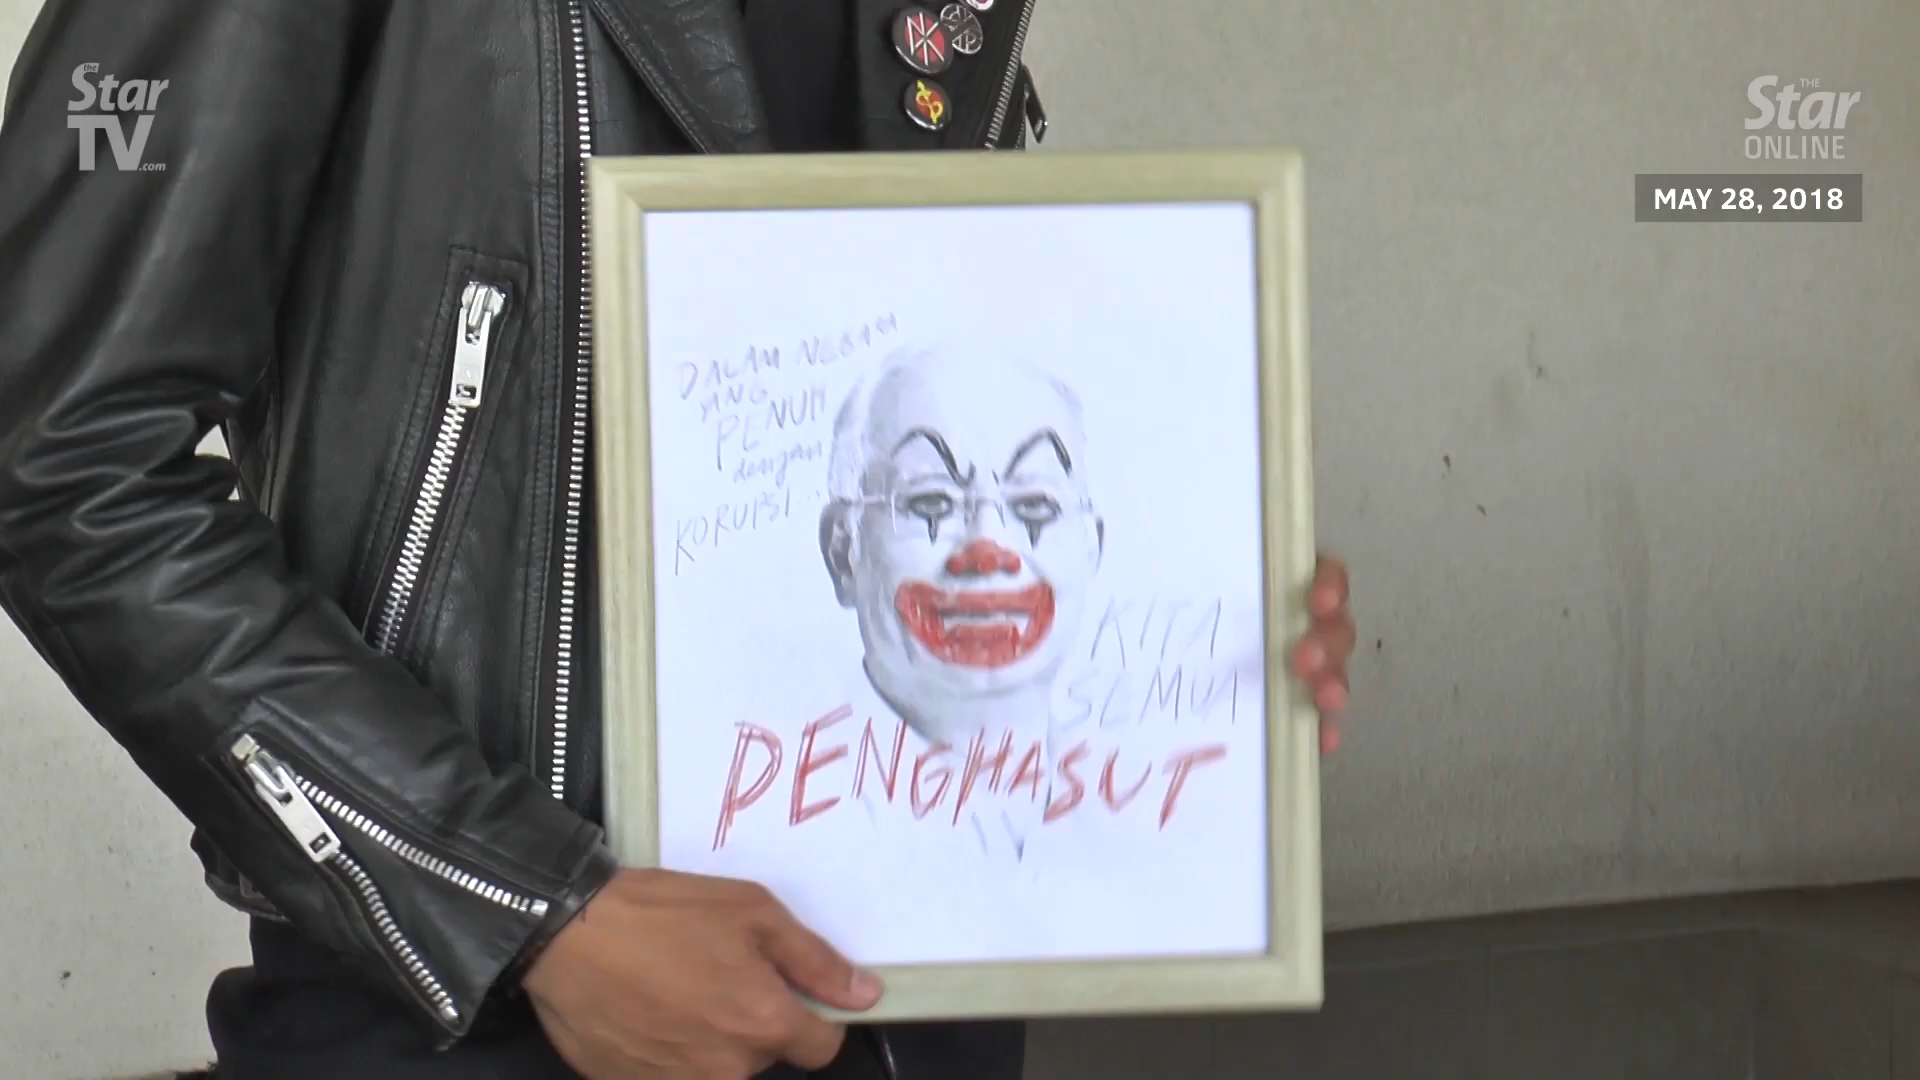 the
Star
TV
.com
THE
Star
ONLINE
MAY 28, 2018
DALAM NEGARA
YANG
PENUH
dengan
KORUPSI...
KITA
SEMUA
PENGHASUT